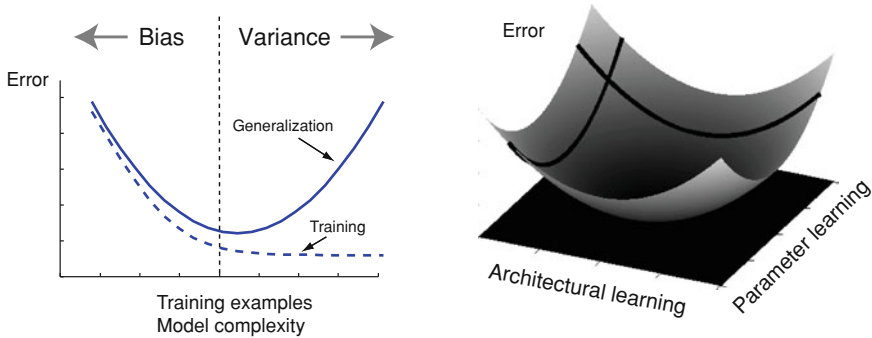 Bias
Variance
Error
Generalization
Training
Training examples
Model complexity
Error
Architectural learning
Parameter learning